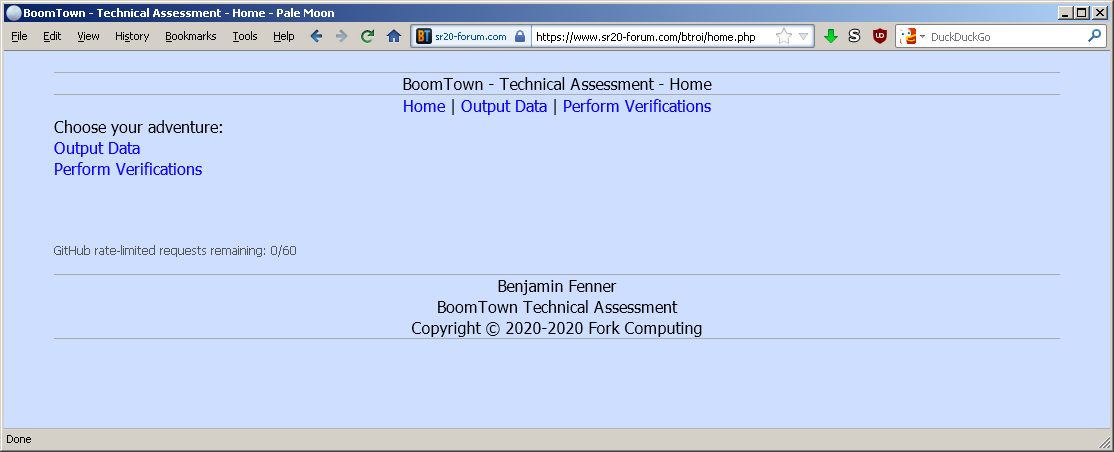 BoomTown - Technical Assessment - Home - Pale Moon
File Edit View History Bookmarks Tools Help
BT sr20-forum.com https://www.sr20-forum.com/btroi/home.php S UD DuckDuckGo
BoomTown - Technical Assessment - Home
Home | Output Data | Perform Verifications
Choose your adventure:
Output Data
Perform Verifications
GitHub rate-limited requests remaining: 0/60
Benjamin Fenner
BoomTown Technical Assessment
Copyright © 2020-2020 Fork Computing
Done